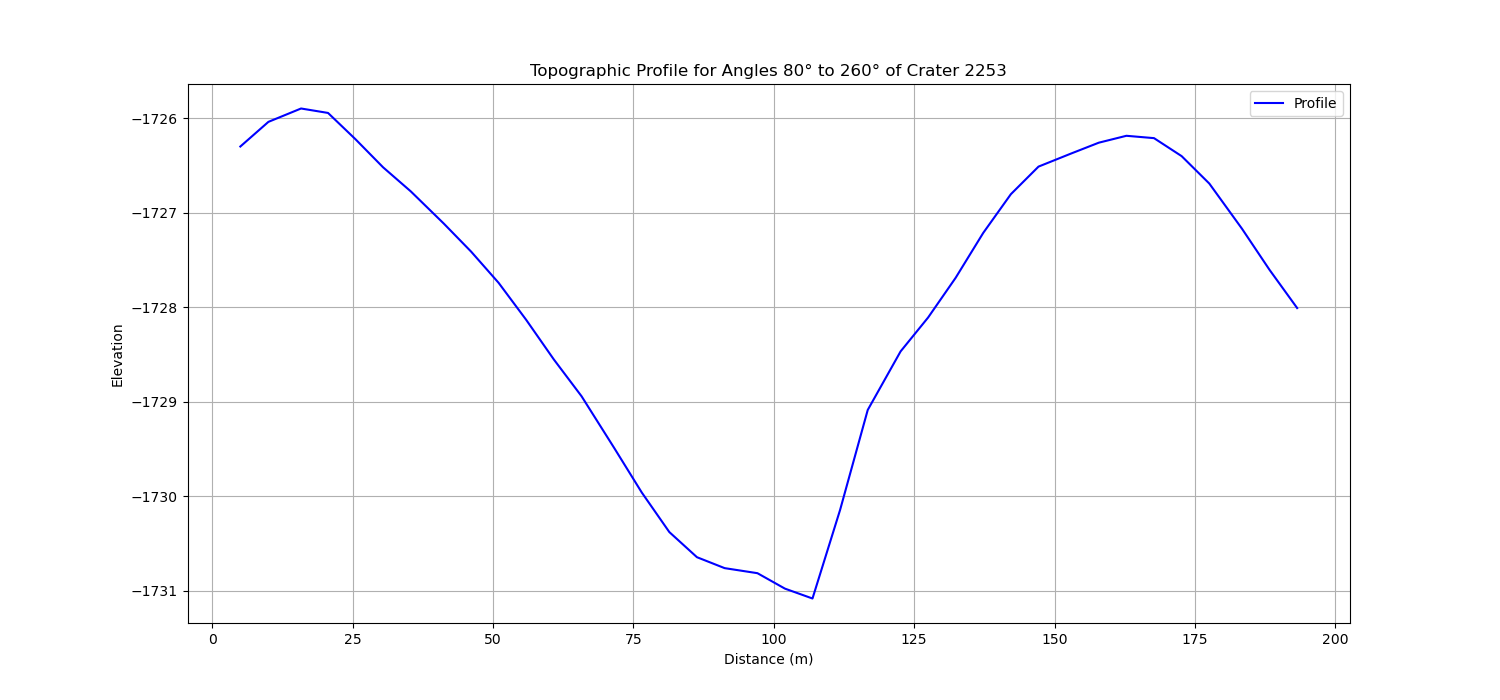 Topographic Profile for Angles 80° to 260° of Crater 2253
Profile
−1726
−1727
−1728
−1729
−1730
−1731
Elevation
0 25 50 75 100 125 150 175 200
Distance (m)